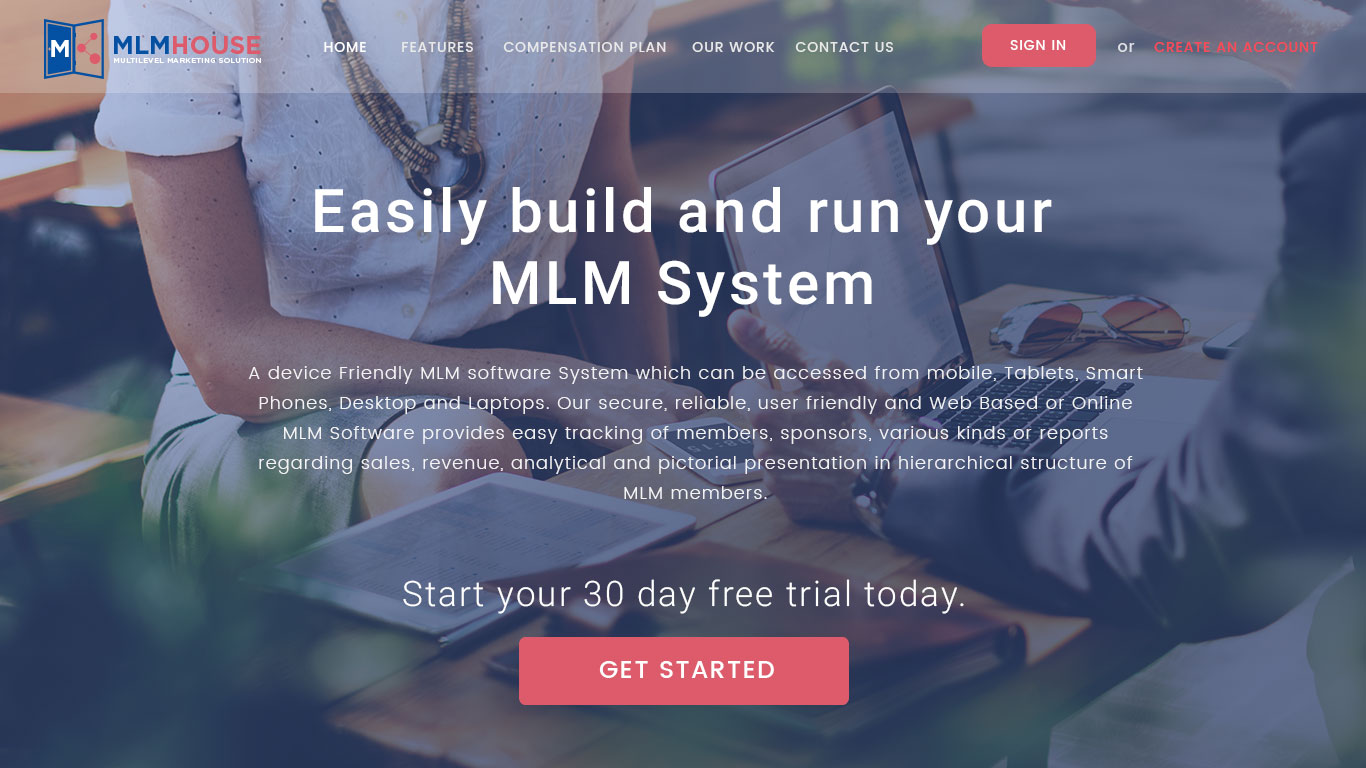 M MLMHOUSE
MULTILEVEL MARKETING SOLUTION
HOME FEATURES COMPENSATION PLAN OUR WORK CONTACT US SIGN IN or CREATE AN ACCOUNT
Easily build and run your
MLM System
A device Friendly MLM software System which can be accessed from mobile, Tablets, Smart
Phones, Desktop and Laptops. Our secure, reliable, user friendly and Web Based or Online
MLM Software provides easy tracking of members, sponsors, various kinds or reports
regarding sales, revenue, analytical and pictorial presentation in hierarchical structure of
MLM members.
Start your 30 day free trial today.
GET STARTED